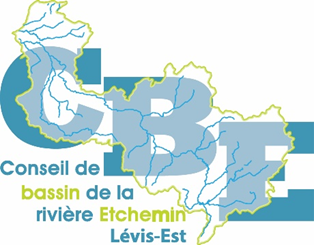 CBE
Conseil de
bassin de la
rivière Etchemin
Lévis-Est